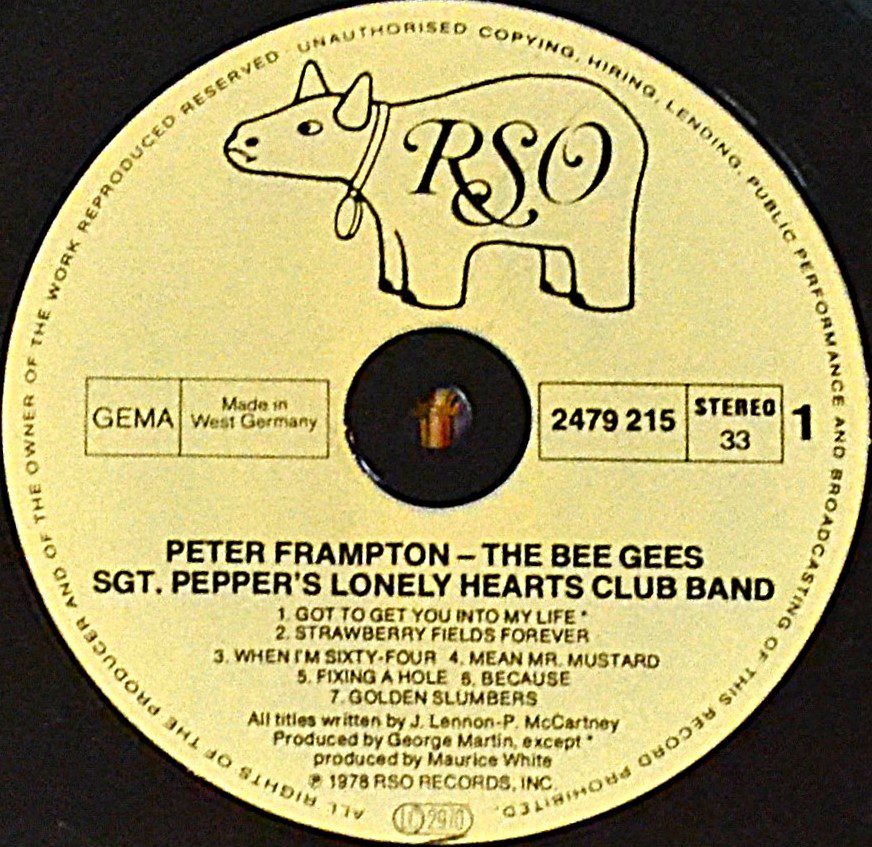 RSO
GEMA
Made in
West Germany
2479 215
STEREO
33
1
PETER FRAMPTON – THE BEE GEES
SGT. PEPPER'S LONELY HEARTS CLUB BAND
1. GOT TO GET YOU INTO MY LIFE *
2. STRAWBERRY FIELDS FOREVER
3. WHEN I'M SIXTY-FOUR 4. MEAN MR. MUSTARD
5. FIXING A HOLE 6. BECAUSE
7. GOLDEN SLUMBERS
All titles written by J. Lennon-P. McCartney
Produced by George Martin, except *
produced by Maurice White
℗ 1978 RSO RECORDS, INC.
ALL RIGHTS OF THE PRODUCER AND OF THE OWNER OF THE WORK REPRODUCED RESERVED · UNAUTHORISED COPYING, HIRING, LENDING, PUBLIC PERFORMANCE AND BROADCASTING OF THIS RECORD PROHIBITED.